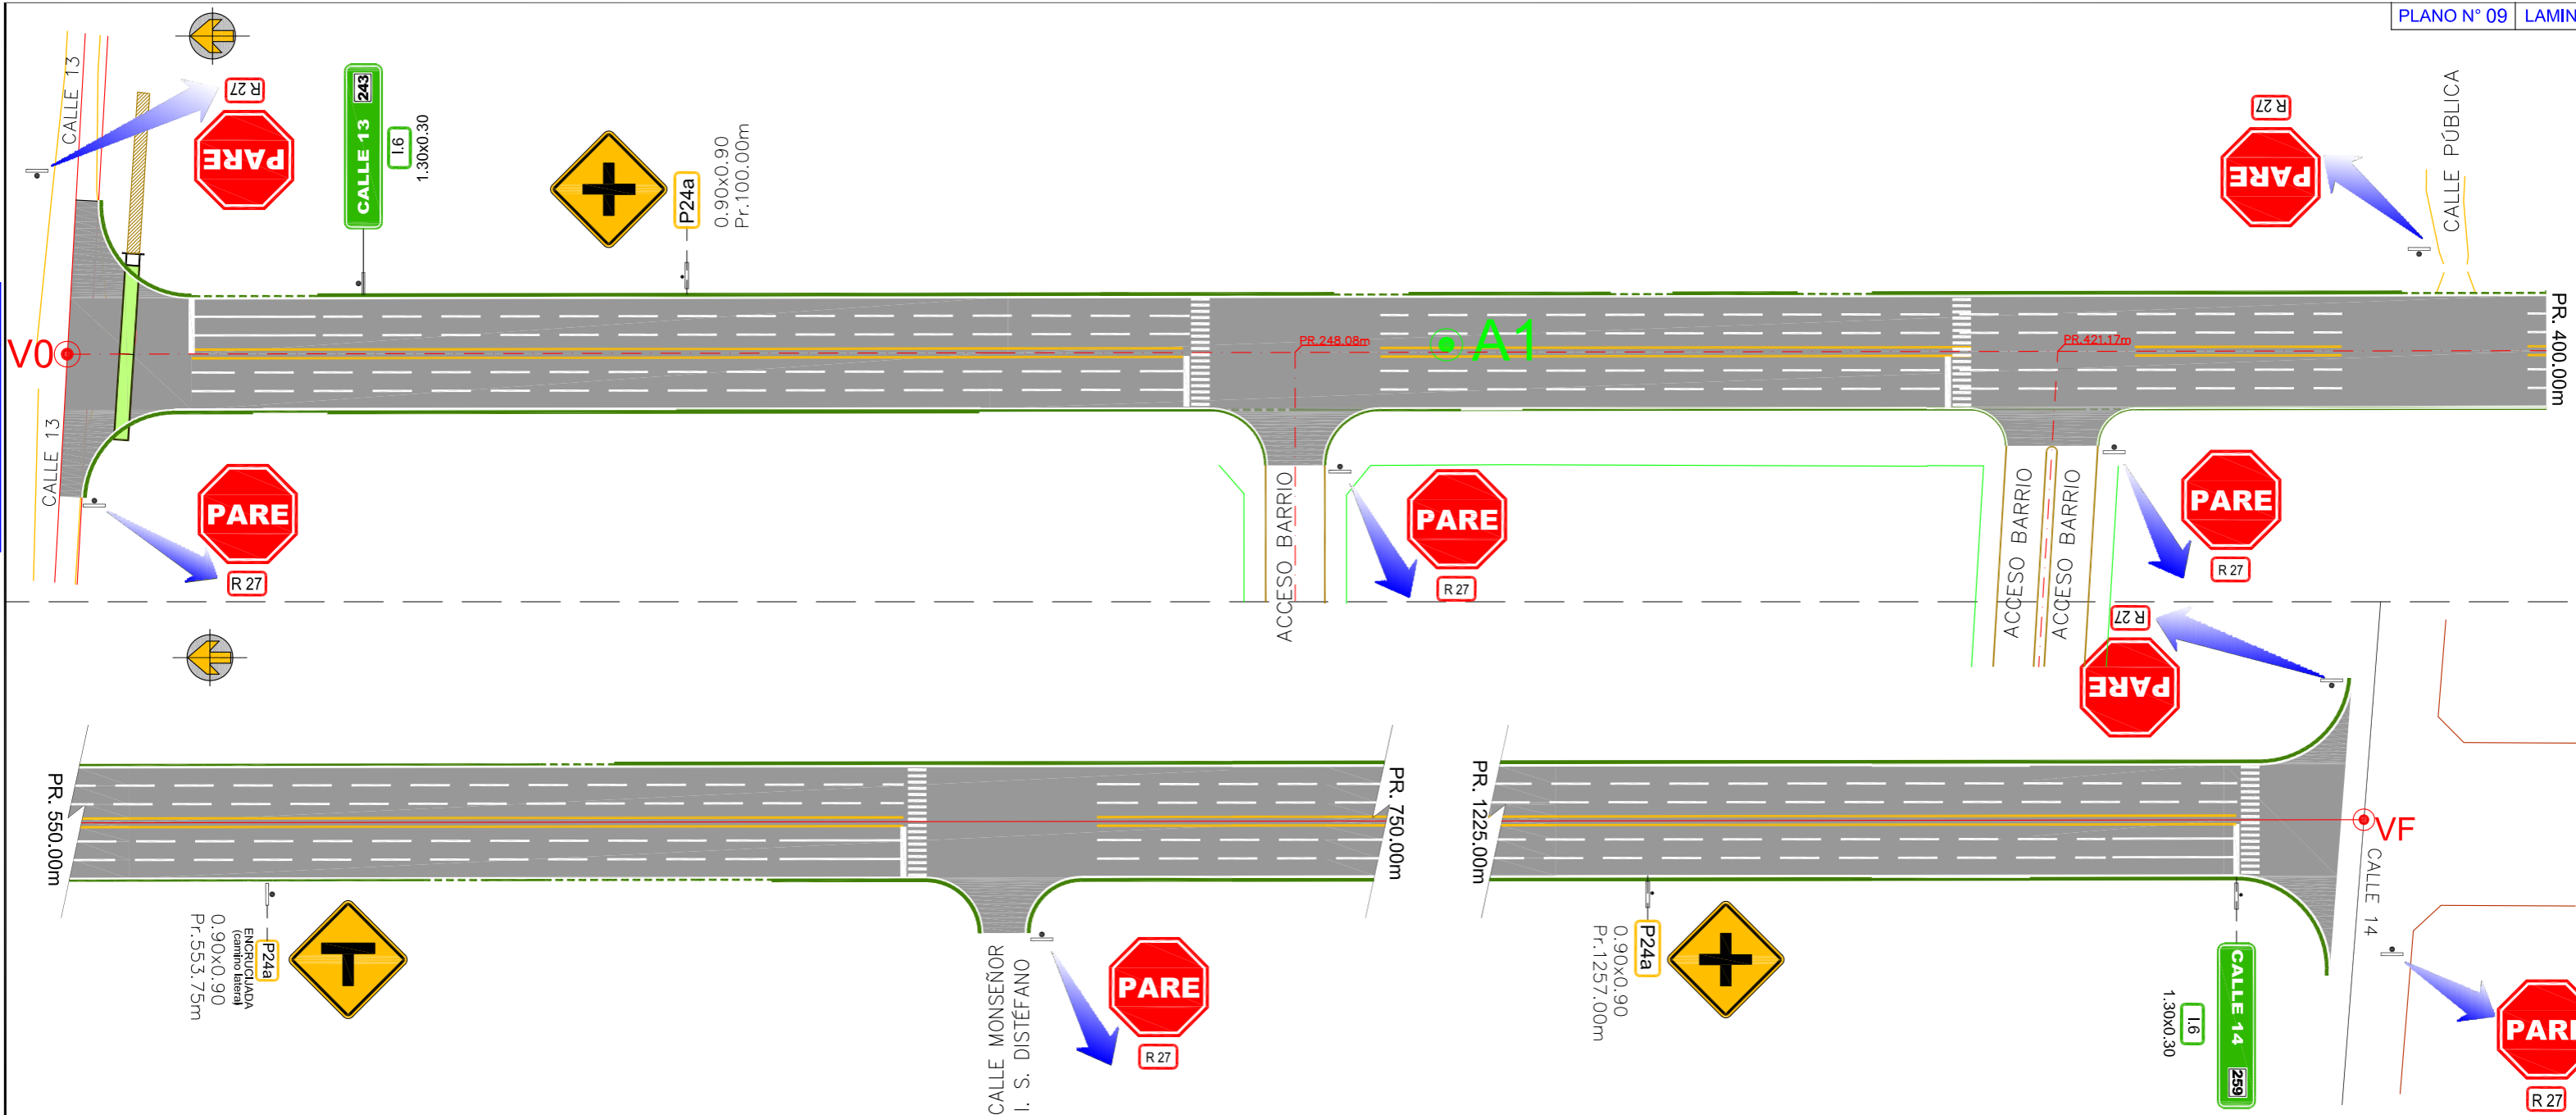 PLANO N° 09
LAMIN
CALLE 13
R 27
PARE
CALLE 13 243
I.6
1.30x0.30
P24a
0.90x0.90
Pr.100.00m
R 27
PARE
CALLE PÚBLICA
V0
PR.248.08m
A1
PR.421.17m
PR. 400.00m
CALLE 13
PARE
R 27
ACCESO BARRIO
PARE
R 27
ACCESO BARRIO
ACCESO BARRIO
PARE
R 27
R 27
PARE
PR. 550.00m
PR. 750.00m
PR. 1225.00m
VF
CALLE 14
P24a
ENCRUCIJADA
(camino lateral)
0.90x0.90
Pr.553.75m
CALLE MONSEÑOR
I. S. DISTÉFANO
PARE
R 27
P24a
0.90x0.90
Pr.1257.00m
CALLE 14 259
I.6
1.30x0.30
PARE
R 27